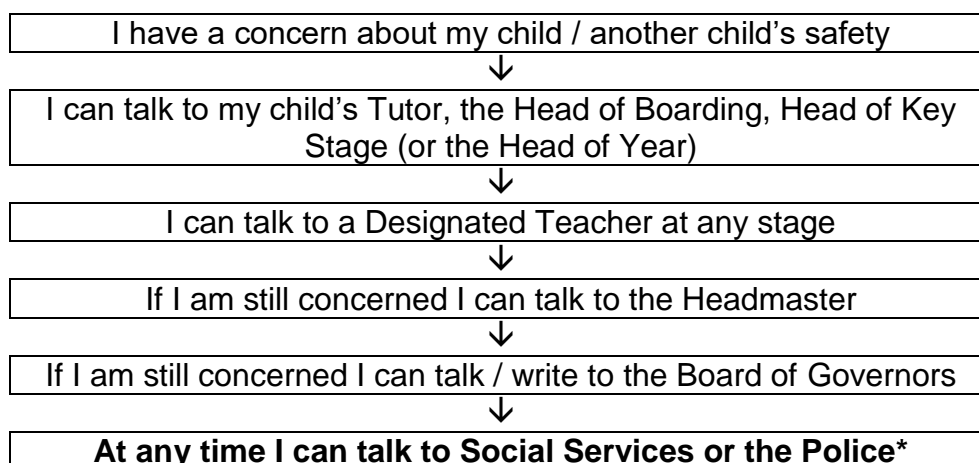 I have a concern about my child / another child’s safety
↓
I can talk to my child’s Tutor, the Head of Boarding, Head of Key
Stage (or the Head of Year)
↓
I can talk to a Designated Teacher at any stage
↓
If I am still concerned I can talk to the Headmaster
↓
If I am still concerned I can talk / write to the Board of Governors
↓
At any time I can talk to Social Services or the Police*